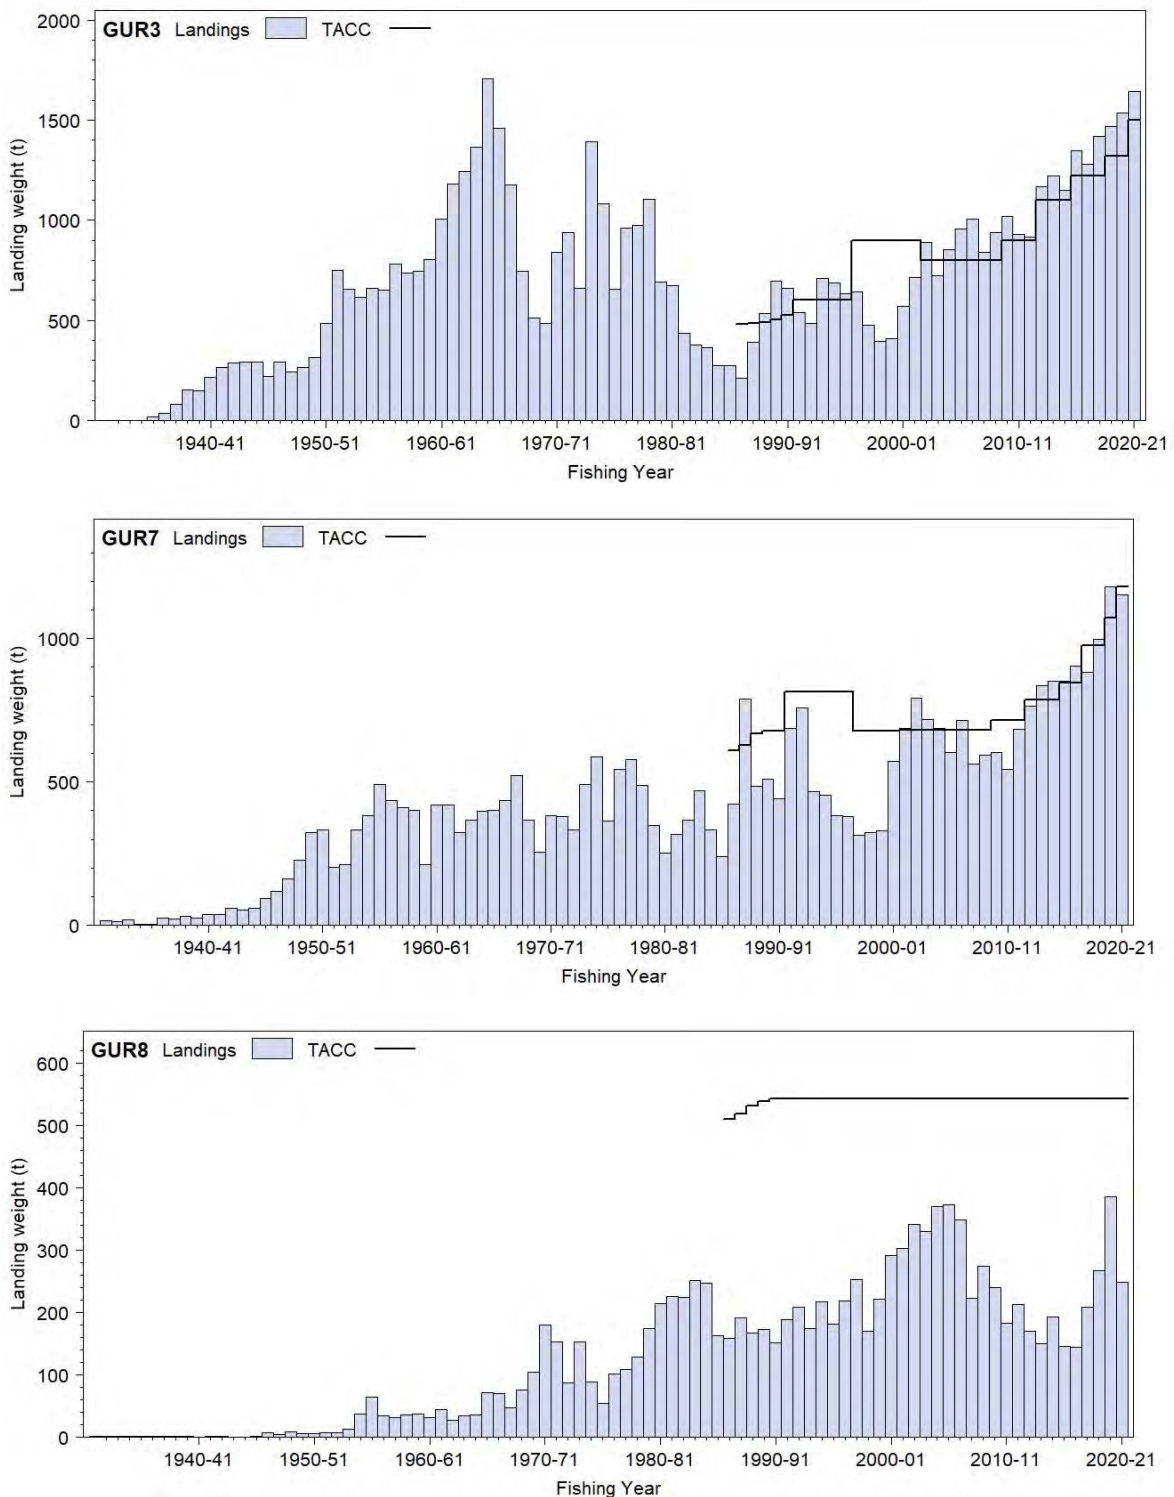 GUR3 Landings TACC
2000
1500
1000
500
0
Landing weight (t)
1940-41 1950-51 1960-61 1970-71 1980-81 1990-91 2000-01 2010-11 2020-21
Fishing Year
GUR7 Landings TACC
1000
500
0
Landing weight (t)
1940-41 1950-51 1960-61 1970-71 1980-81 1990-91 2000-01 2010-11 2020-21
Fishing Year
GUR8 Landings TACC
600
500
400
300
200
100
0
Landing weight (t)
1940-41 1950-51 1960-61 1970-71 1980-81 1990-91 2000-01 2010-11 2020-21
Fishing Year